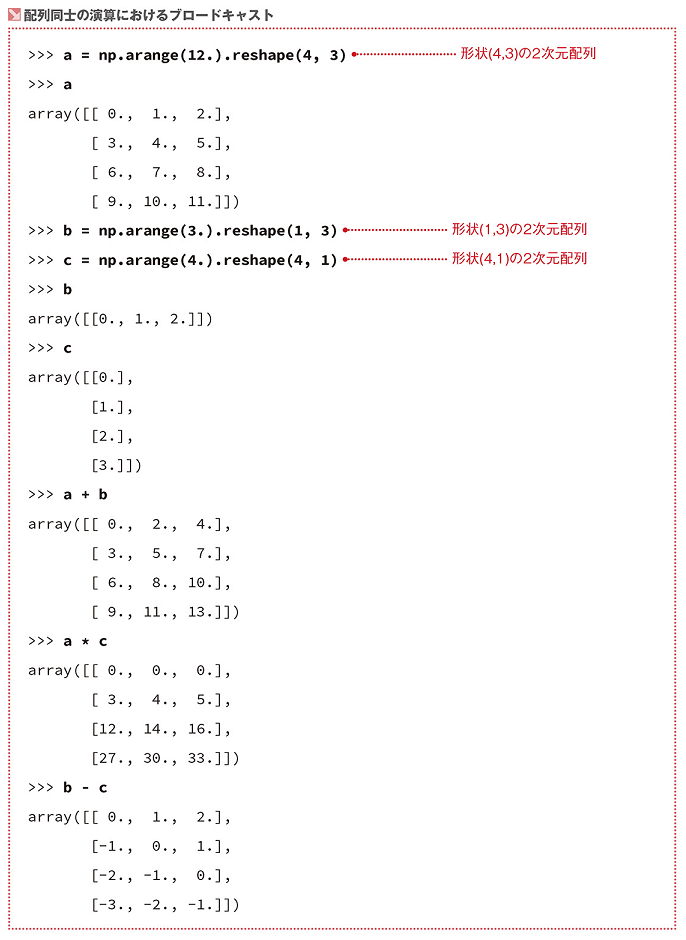 配列同士の演算におけるブロードキャスト
>>> a = np.arange(12.).reshape(4, 3) 形状(4,3)の2次元配列
>>> a
array([[ 0.,  1.,  2.],
       [ 3.,  4.,  5.],
       [ 6.,  7.,  8.],
       [ 9., 10., 11.]])
>>> b = np.arange(3.).reshape(1, 3) 形状(1,3)の2次元配列
>>> c = np.arange(4.).reshape(4, 1) 形状(4,1)の2次元配列
>>> b
array([[0., 1., 2.]])
>>> c
array([[0.],
       [1.],
       [2.],
       [3.]])
>>> a + b
array([[ 0.,  2.,  4.],
       [ 3.,  5.,  7.],
       [ 6.,  8., 10.],
       [ 9., 11., 13.]])
>>> a * c
array([[ 0.,  0.,  0.],
       [ 3.,  4.,  5.],
       [12., 14., 16.],
       [27., 30., 33.]])
>>> b - c
array([[ 0.,  1.,  2.],
       [-1.,  0.,  1.],
       [-2., -1.,  0.],
       [-3., -2., -1.]])